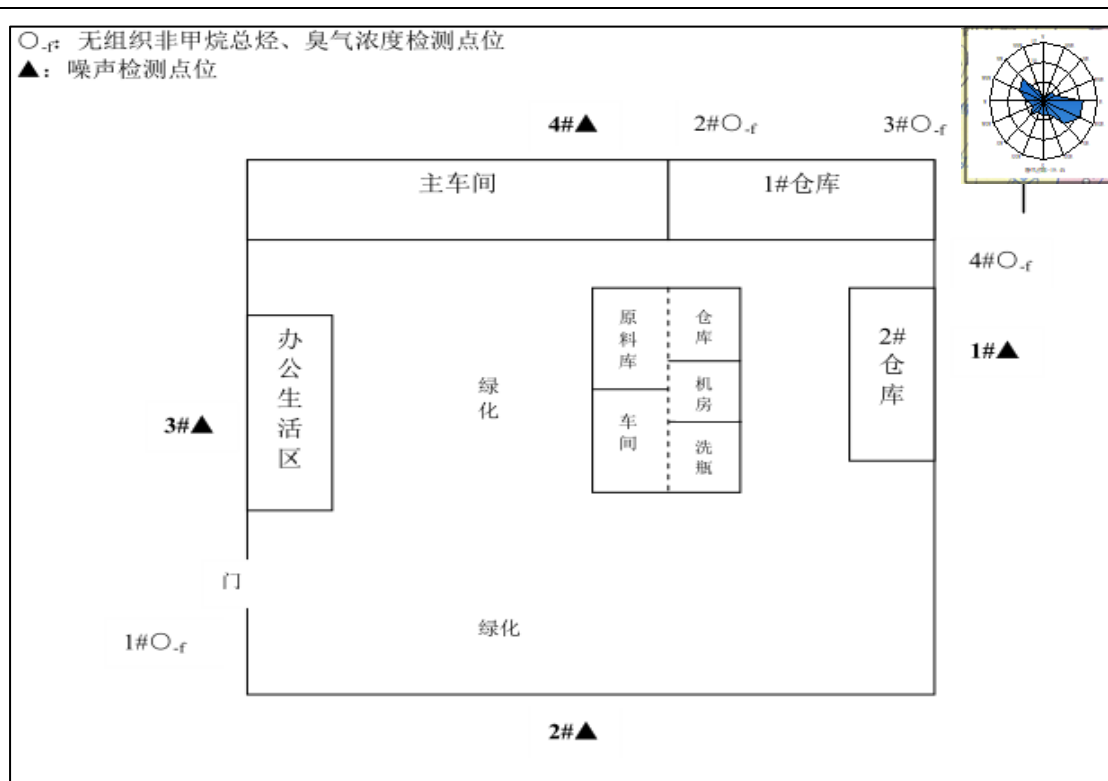 ○-f: 无组织非甲烷总烃、臭气浓度检测点位
▲: 噪声检测点位
4#▲
2#○-f
3#○-f
主车间
1#仓库
4#○-f
原料库
仓库
2#仓库
1#▲
办公生活区
绿化
机房
3#▲
车间
洗瓶
门
1#○-f
绿化
2#▲